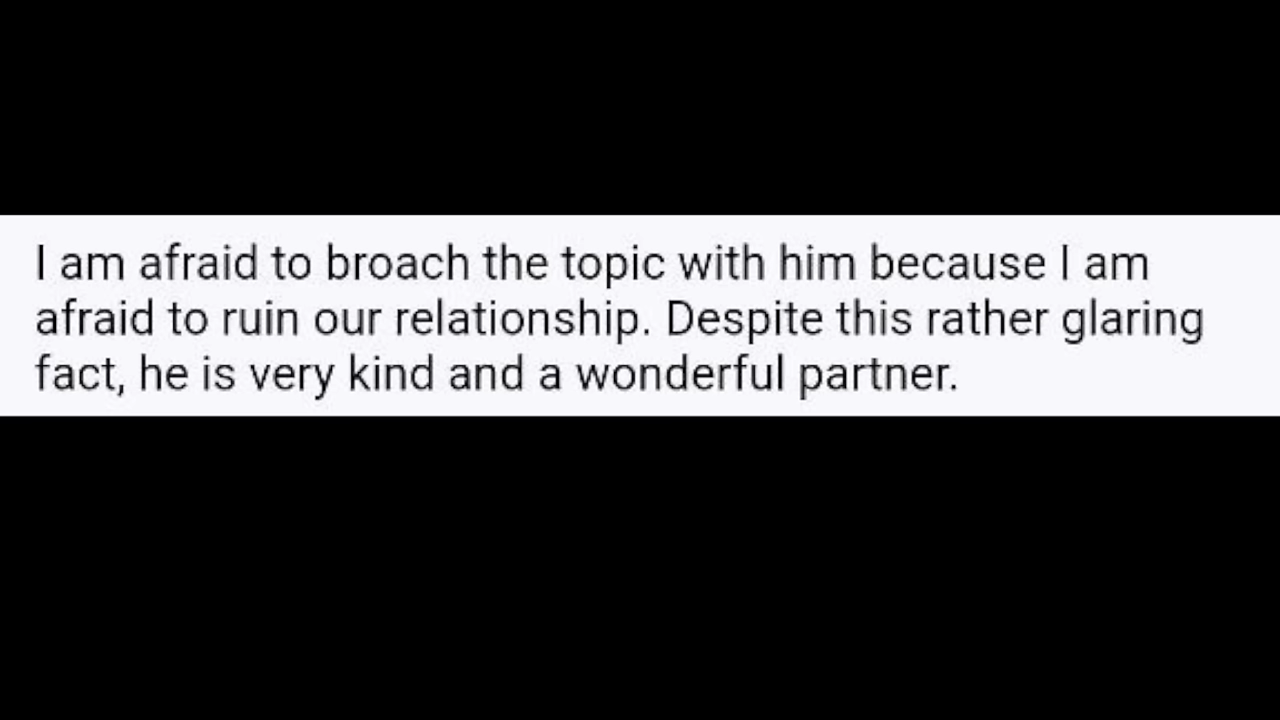 I am afraid to broach the topic with him because I am
afraid to ruin our relationship. Despite this rather glaring
fact, he is very kind and a wonderful partner.